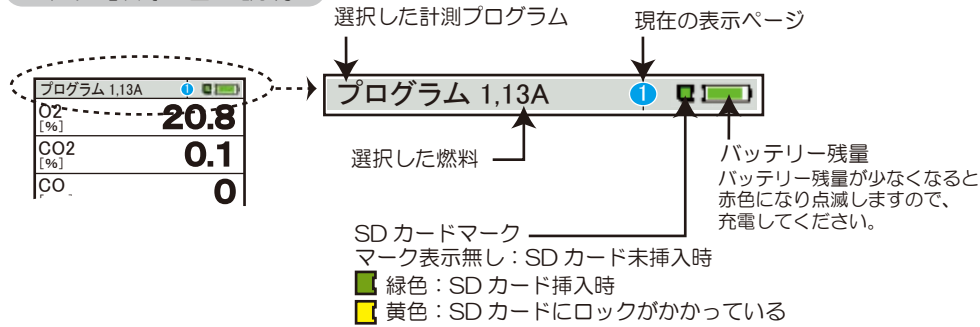 選択した計測プログラム
現在の表示ページ
プログラム 1,13A 1
O2 20.8
[%]
CO2 0.1
[%]
CO 0
プログラム 1,13A 1
選択した燃料
バッテリー残量
バッテリー残量が少なくなると
赤色になり点滅しますので、
充電してください。
SD カードマーク
マーク表示無し：SD カード未挿入時
緑色：SD カード挿入時
黄色：SD カードにロックがかかっている